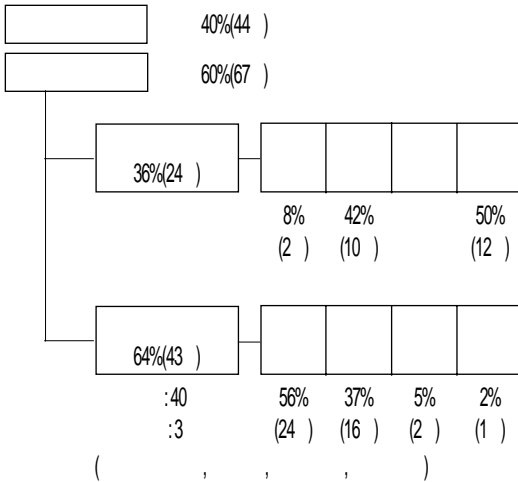 40%(44 )
60%(67 )
36%(24 )
8% 42% 50%
(2 ) (10 ) (12 )
64%(43 )
:40 56% 37% 5% 2%
:3 (24 ) (16 ) (2 ) (1 )
( , , , )